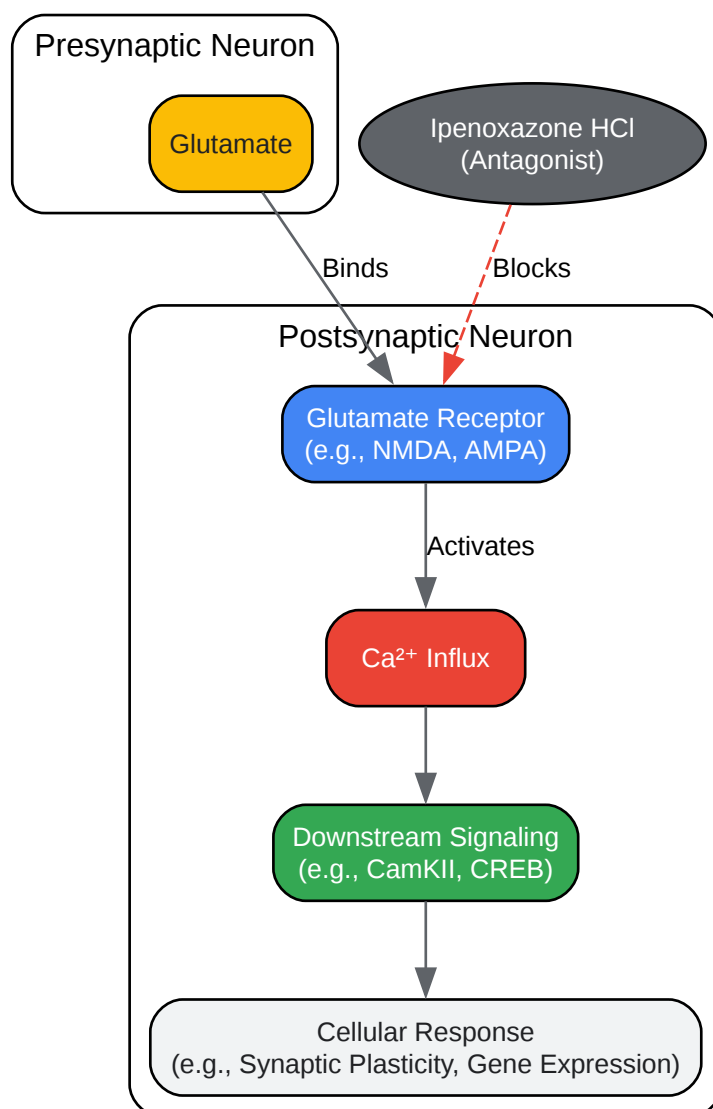 Presynaptic Neuron
Glutamate
Ipenoxazone HCl
(Antagonist)
Binds
Blocks
Postsynaptic Neuron
Glutamate Receptor
(e.g., NMDA, AMPA)
Activates
Ca²⁺ Influx
Downstream Signaling
(e.g., CamKII, CREB)
Cellular Response
(e.g., Synaptic Plasticity, Gene Expression)